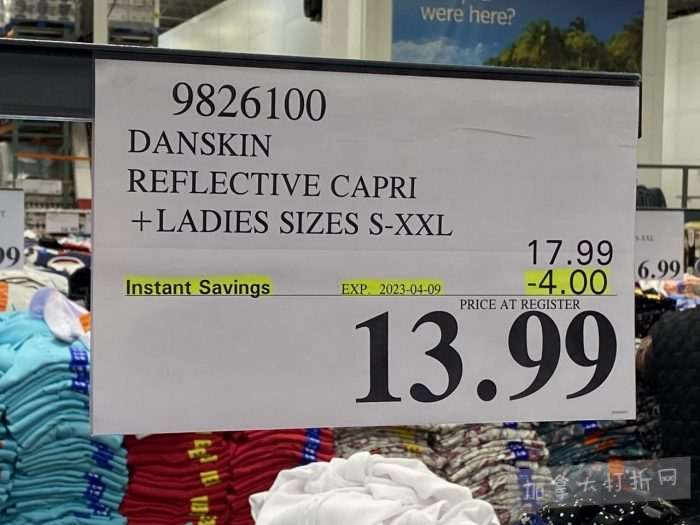 were here?
9826100
DANSKIN
REFLECTIVE CAPRI
+LADIES SIZES S-XXL
17.99
Instant Savings EXP. 2023-04-09 -4.00
PRICE AT REGISTER
13.99
6.99
加拿大打折网